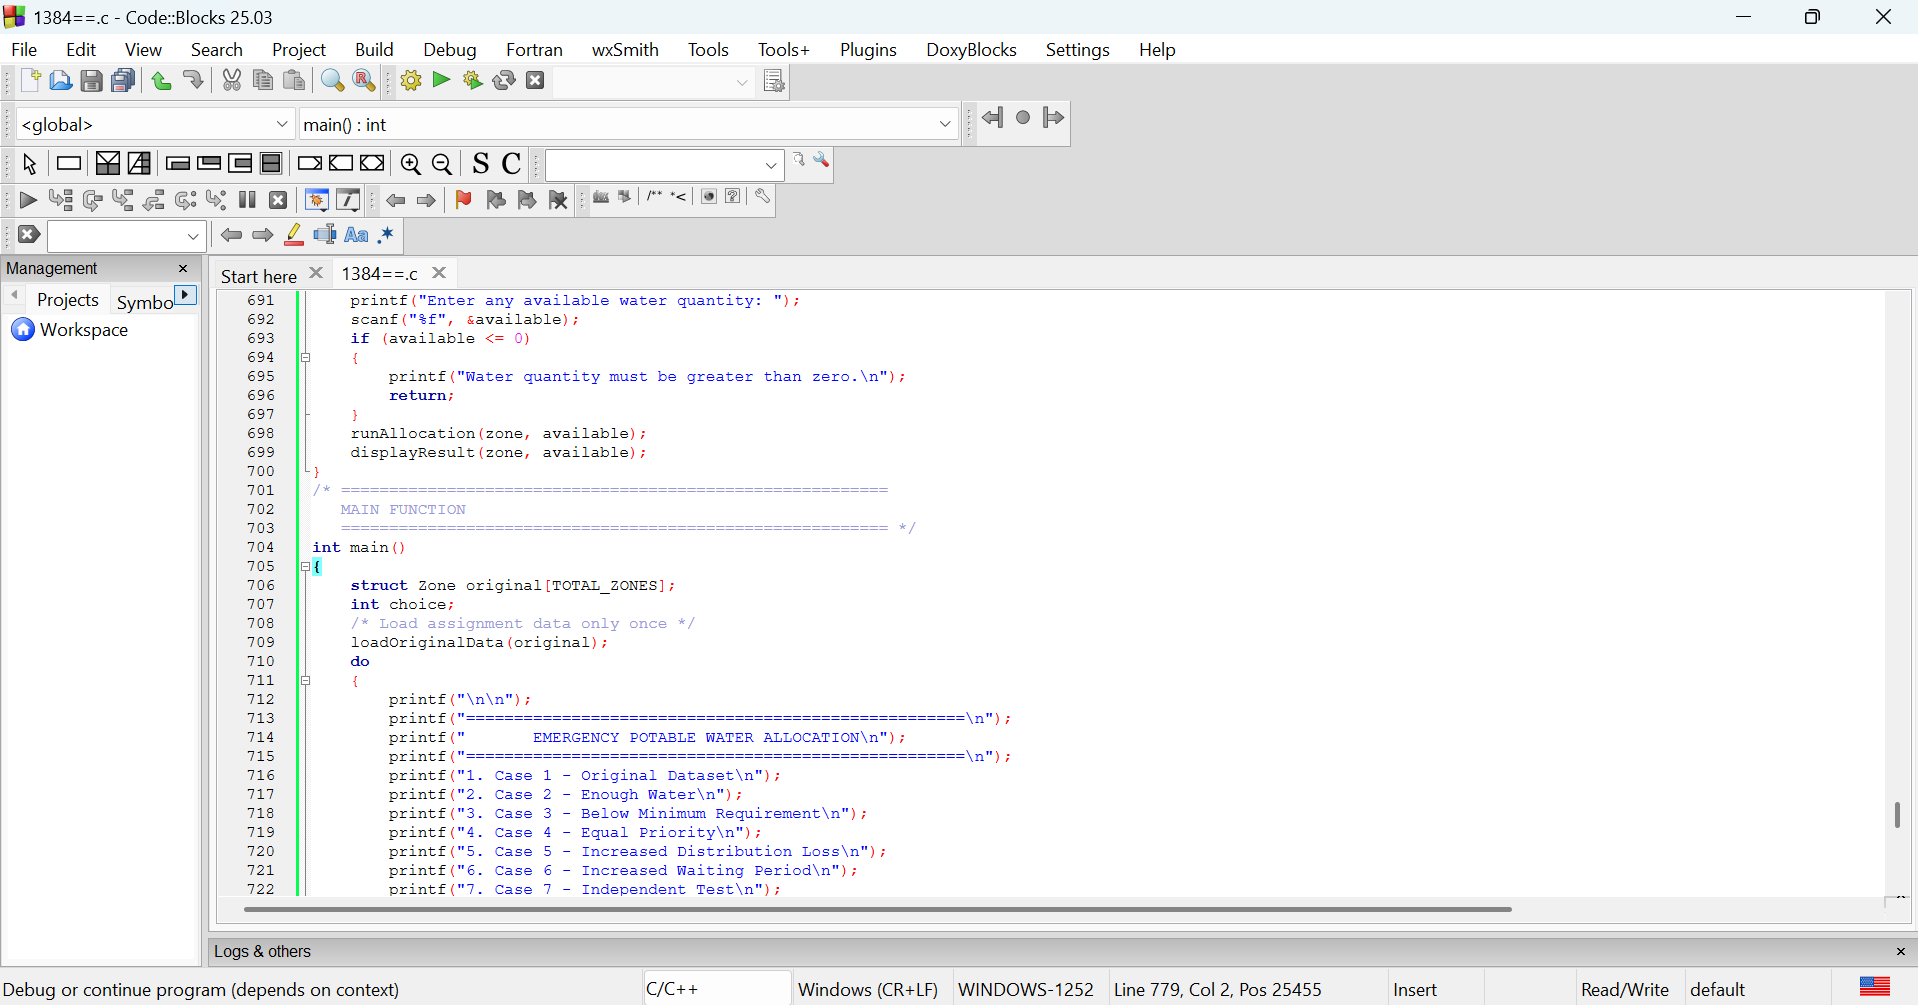 1384==.c - Code::Blocks 25.03
File Edit View Search Project Build Debug Fortran wxSmith Tools Tools+ Plugins DoxyBlocks Settings Help
<global> main() : int
S C
/** *<
Aa .*
Management
Start here 1384==.c
Projects Symbo
Workspace
691 printf("Enter any available water quantity: ");
692 scanf("%f", &available);
693 if (available <= 0)
694 {
695 printf("Water quantity must be greater than zero.\n");
696 return;
697 }
698 runAllocation(zone, available);
699 displayResult(zone, available);
700 }
701 /* =========================================================
702 MAIN FUNCTION
703 ========================================================= */
704 int main()
705 {
706 struct Zone original[TOTAL_ZONES];
707 int choice;
708 /* Load assignment data only once */
709 loadOriginalData(original);
710 do
711 {
712 printf("\n\n");
713 printf("====================================================\n");
714 printf("       EMERGENCY POTABLE WATER ALLOCATION\n");
715 printf("====================================================\n");
716 printf("1. Case 1 - Original Dataset\n");
717 printf("2. Case 2 - Enough Water\n");
718 printf("3. Case 3 - Below Minimum Requirement\n");
719 printf("4. Case 4 - Equal Priority\n");
720 printf("5. Case 5 - Increased Distribution Loss\n");
721 printf("6. Case 6 - Increased Waiting Period\n");
722 printf("7. Case 7 - Independent Test\n");
Logs & others
Debug or continue program (depends on context) C/C++ Windows (CR+LF) WINDOWS-1252 Line 779, Col 2, Pos 25455 Insert Read/Write default